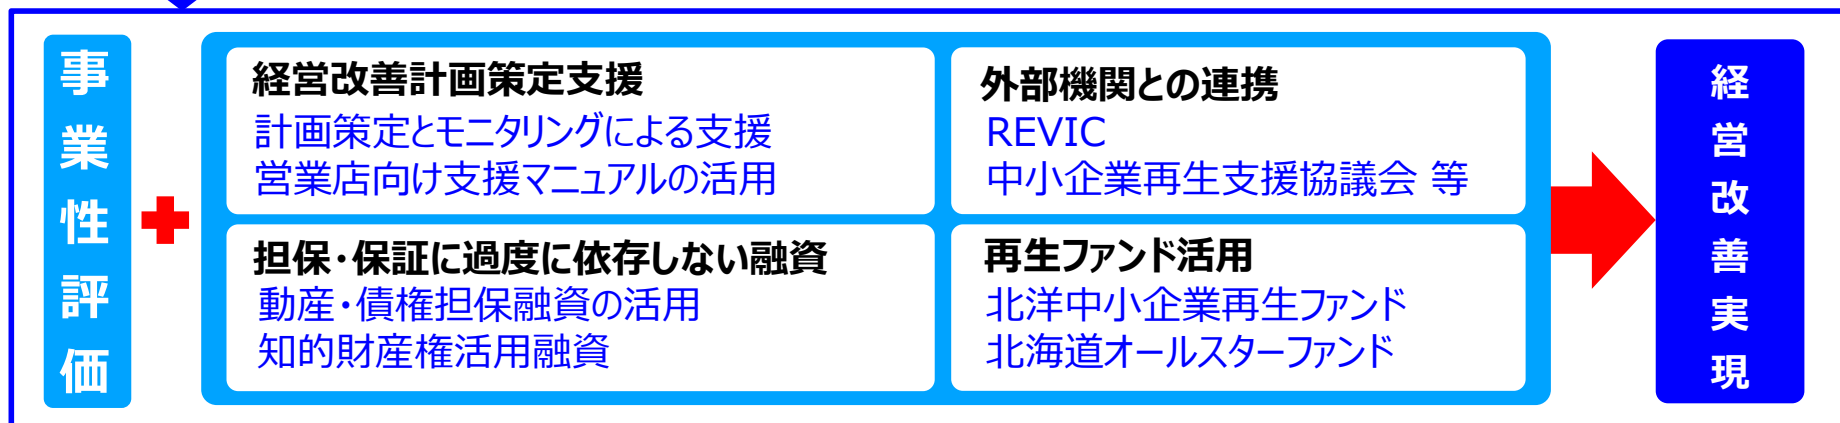 事業性評価
経営改善計画策定支援
計画策定とモニタリングによる支援
営業店向け支援マニュアルの活用
外部機関との連携
REVIC
中小企業再生支援協議会 等
担保・保証に過度に依存しない融資
動産・債権担保融資の活用
知的財産権活用融資
再生ファンド活用
北洋中小企業再生ファンド
北海道オールスターファンド
経営改善実現